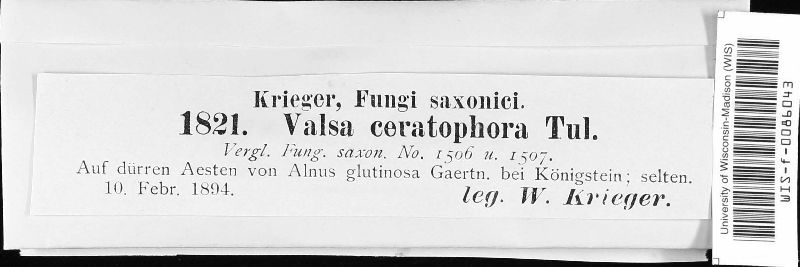 Krieger, Fungi saxonici.
1821. Valsa ceratophora Tul.
Vergl. Fung. saxon. No. 1506 u. 1507.
Auf dürren Aesten von Alnus glutinosa Gaertn. bei Königstein; selten.
10. Febr. 1894.
leg. W. Krieger.
University of Wisconsin-Madison (WIS)
WIS-f-0086043